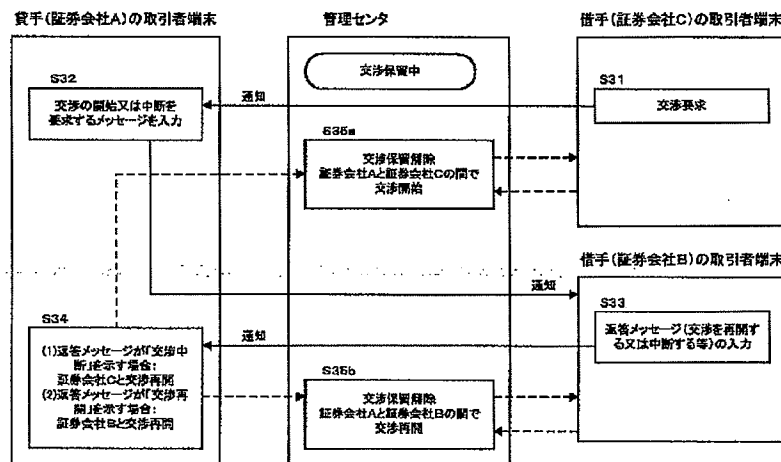 貸手(証券会社A)の取引者端末
管理センタ
借手(証券会社C)の取引者端末
交渉保留中
S32
交渉の開始又は中断を
要求するメッセージを入力
通知
S31
交渉要求
S35a
交渉保留解除
証券会社Aと証券会社Cの間で
交渉開始
借手(証券会社B)の取引者端末
通知
S33
返答メッセージ(交渉を再開す
る又は中断する等)の入力
通知
S34
(1)返答メッセージが「交渉中
断」を示す場合:
証券会社Cと交渉再開
(2)返答メッセージが「交渉再
開」を示す場合:
証券会社Bと交渉再開
S35b
交渉保留解除
証券会社Aと証券会社Bの間で
交渉再開